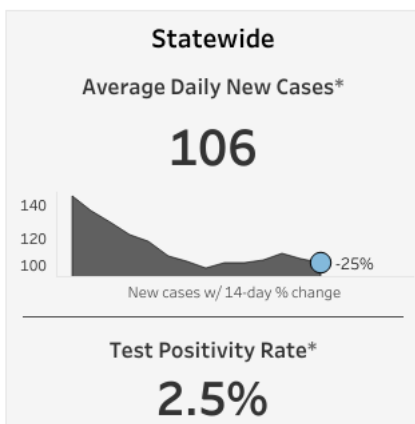 Statewide
Average Daily New Cases*
106
140
120
100
-25%
New cases w/ 14-day % change
Test Positivity Rate*
2.5%